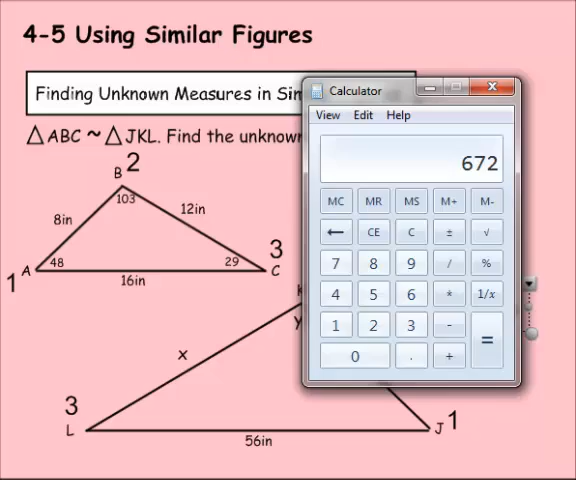 4-5 Using Similar Figures
Finding Unknown Measures in Sim
Calculator
View Edit Help
△ABC ~ △JKL. Find the unknown
672
B 2
103
8in
12in
MC MR MS M+ M-
← CE C ± √
3
48
29
7 8 9 / %
1 A
C
16in
4 5 6 * 1/x
K
y
1 2 3 - =
x
0 . +
3
L
J 1
56in